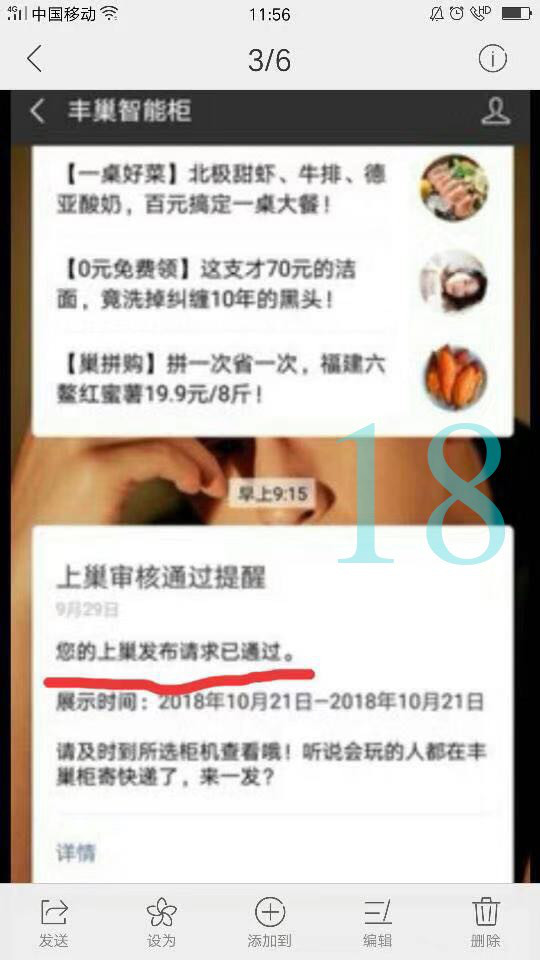 4G 中国移动 11:56 HD
3/6
丰巢智能柜
【一桌好菜】北极甜虾、牛排、德
亚酸奶，百元搞定一桌大餐！
【0元免费领】这支才70元的洁
面，竟洗掉纠缠10年的黑头！
【巢拼购】拼一次省一次，福建六
鳌红蜜薯19.9元/8斤！
18
早上9:15
上巢审核通过提醒
9月29日
您的上巢发布请求已通过。
展示时间：2018年10月21日—2018年10月21日
请及时到所选柜机查看哦！听说会玩的人都在丰
巢柜寄快递了，来一发？
详情
发送 设为 添加到 编辑 删除